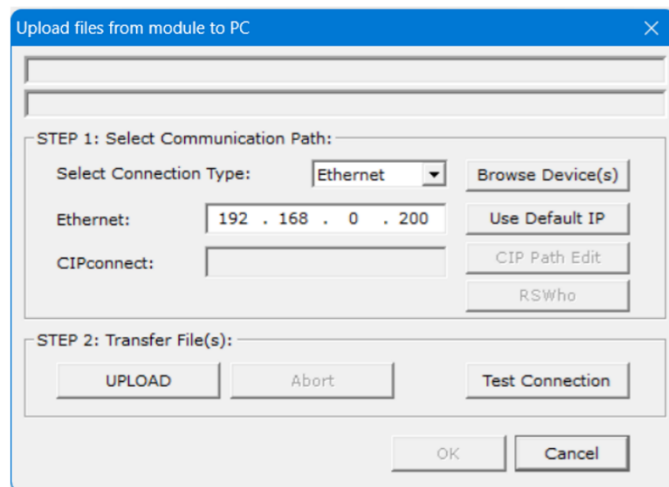 Upload files from module to PC
STEP 1: Select Communication Path:
Select Connection Type: Ethernet Browse Device(s)
Ethernet: 192 . 168 . 0 . 200 Use Default IP
CIPconnect: CIP Path Edit
RSWho
STEP 2: Transfer File(s):
UPLOAD Abort Test Connection
OK Cancel